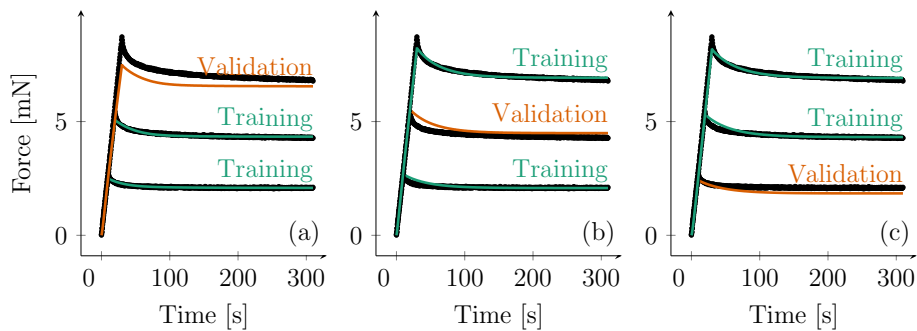 Force [mN]
5
0
Validation
Training
Training
(a)
0
100
200
300
Time [s]
5
0
Training
Validation
Training
(b)
0
100
200
300
Time [s]
5
0
Training
Training
Validation
(c)
0
100
200
300
Time [s]